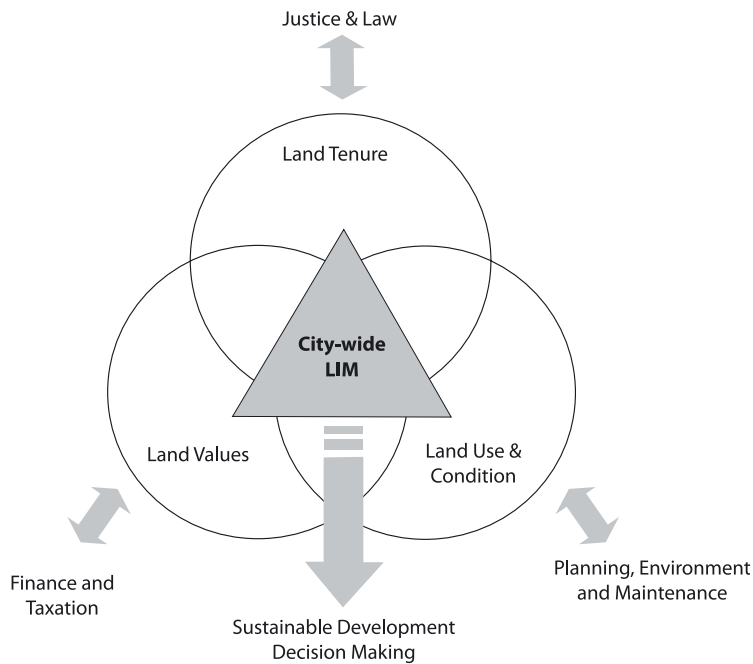 Justice & Law
Land Tenure
City-wide
LIM
Land Values
Land Use &
Condition
Finance and
Taxation
Planning, Environment
and Maintenance
Sustainable Development
Decision Making